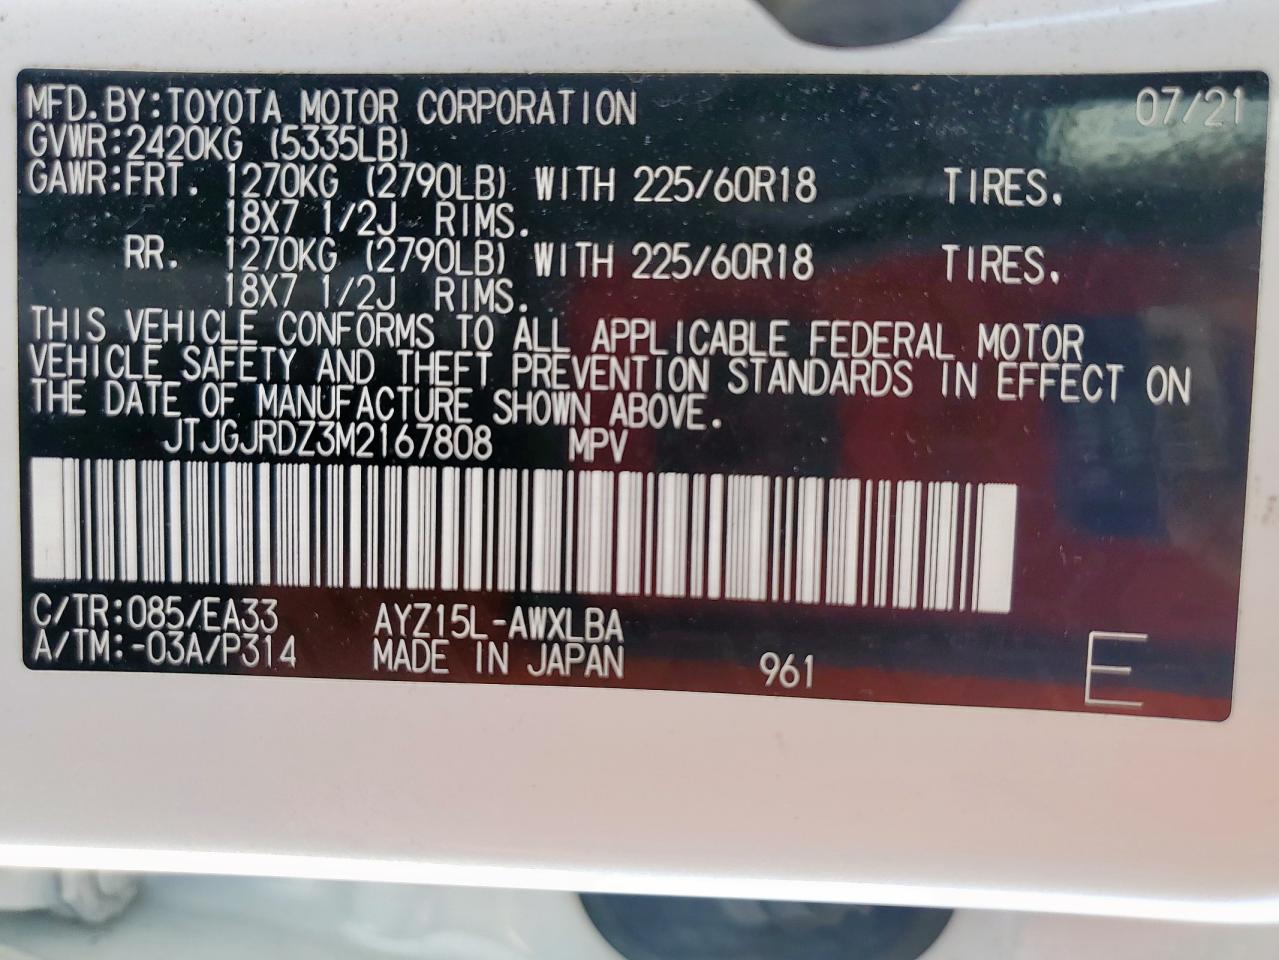 MFD.BY:TOYOTA MOTOR CORPORATION 07/21
GVWR:2420KG (5335LB)
GAWR:FRT. 1270KG (2790LB) WITH 225/60R18 TIRES.
18X7 1/2J RIMS.
RR. 1270KG (2790LB) WITH 225/60R18 TIRES.
18X7 1/2J RIMS.
THIS VEHICLE CONFORMS TO ALL APPLICABLE FEDERAL MOTOR
VEHICLE SAFETY AND THEFT PREVENTION STANDARDS IN EFFECT ON
THE DATE OF MANUFACTURE SHOWN ABOVE.
JTJGJRDZ3M2167808 MPV
C/TR:085/EA33 AYZ15L-AWXLBA
A/TM:-03A/P314 MADE IN JAPAN 961 E